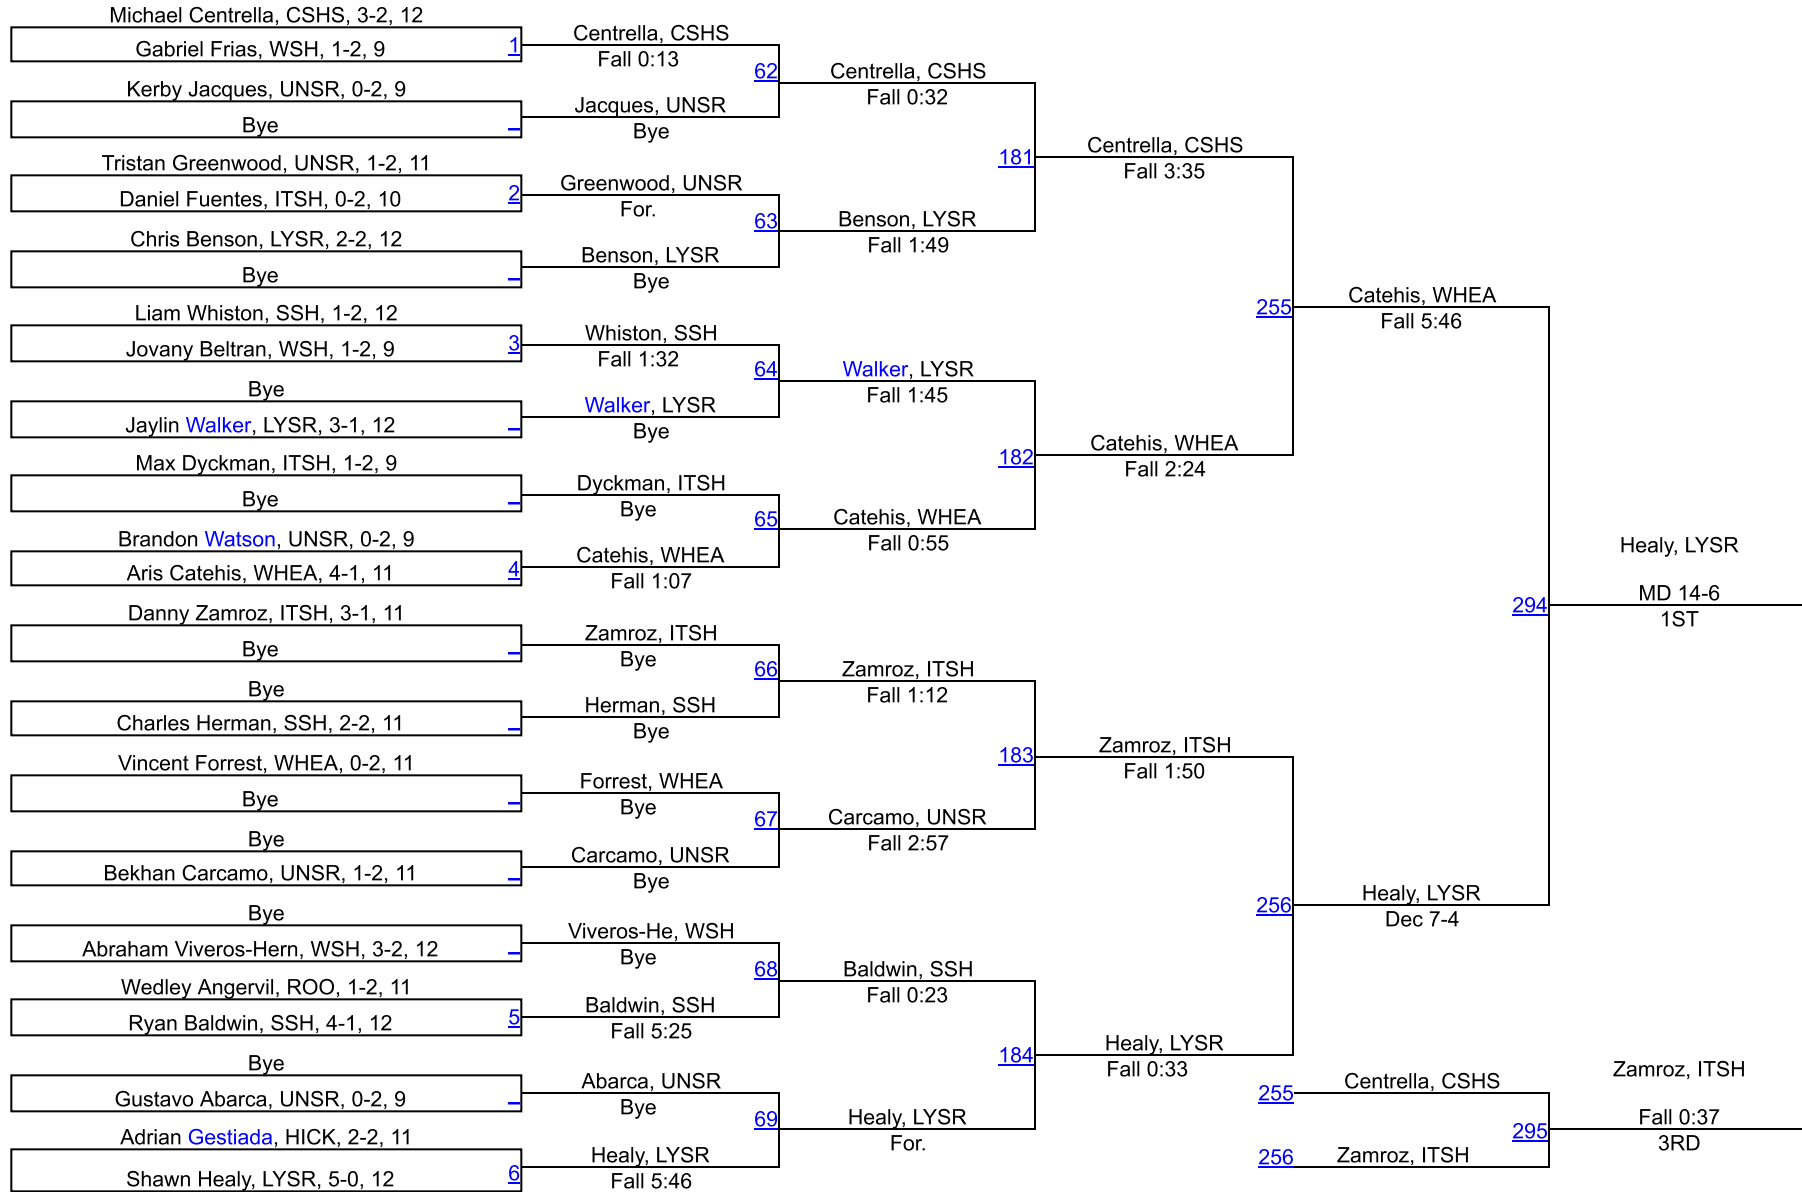 Michael Centrella, CSHS, 3-2, 12
Gabriel Frias, WSH, 1-2, 9
1
Kerby Jacques, UNSR, 0-2, 9
Bye
Tristan Greenwood, UNSR, 1-2, 11
Daniel Fuentes, ITSH, 0-2, 10
2
Chris Benson, LYSR, 2-2, 12
Bye
Liam Whiston, SSH, 1-2, 12
Jovany Beltran, WSH, 1-2, 9
3
Bye
Jaylin Walker, LYSR, 3-1, 12
Max Dyckman, ITSH, 1-2, 9
Bye
Brandon Watson, UNSR, 0-2, 9
Aris Catehis, WHEA, 4-1, 11
4
Danny Zamroz, ITSH, 3-1, 11
Bye
Bye
Charles Herman, SSH, 2-2, 11
Vincent Forrest, WHEA, 0-2, 11
Bye
Bye
Bekhan Carcamo, UNSR, 1-2, 11
Bye
Abraham Viveros-Hern, WSH, 3-2, 12
Wedley Angervil, ROO, 1-2, 11
Ryan Baldwin, SSH, 4-1, 12
5
Bye
Gustavo Abarca, UNSR, 0-2, 9
Adrian Gestiada, HICK, 2-2, 11
Shawn Healy, LYSR, 5-0, 12
6
Centrella, CSHS
Fall 0:13
62
Jacques, UNSR
Bye
Greenwood, UNSR
For.
63
Benson, LYSR
Bye
Whiston, SSH
Fall 1:32
64
Walker, LYSR
Bye
Dyckman, ITSH
Bye
65
Catehis, WHEA
Fall 1:07
Zamroz, ITSH
Bye
66
Herman, SSH
Bye
Forrest, WHEA
Bye
67
Carcamo, UNSR
Bye
Viveros-He, WSH
Bye
68
Baldwin, SSH
Fall 5:25
Abarca, UNSR
Bye
69
Healy, LYSR
Fall 5:46
Centrella, CSHS
Fall 0:32
181
Benson, LYSR
Fall 1:49
Walker, LYSR
Fall 1:45
182
Catehis, WHEA
Fall 0:55
Zamroz, ITSH
Fall 1:12
183
Carcamo, UNSR
Fall 2:57
Baldwin, SSH
Fall 0:23
184
Healy, LYSR
For.
Centrella, CSHS
Fall 3:35
255
Catehis, WHEA
Fall 2:24
Zamroz, ITSH
Fall 1:50
256
Healy, LYSR
Fall 0:33
Catehis, WHEA
Fall 5:46
294
Healy, LYSR
Dec 7-4
Healy, LYSR
MD 14-6
1ST
255
Centrella, CSHS
295
256
Zamroz, ITSH
Zamroz, ITSH
Fall 0:37
3RD